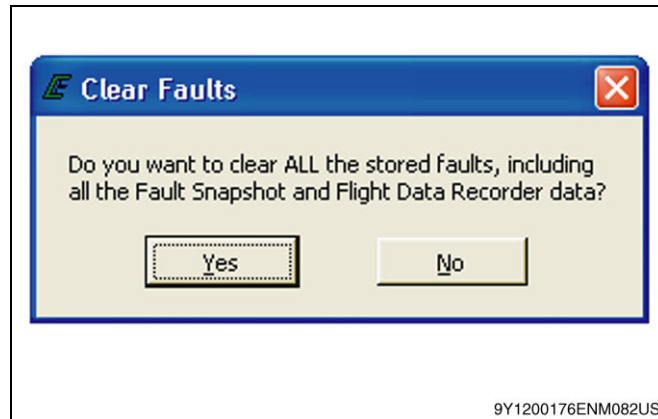 Clear Faults
Do you want to clear ALL the stored faults, including
all the Fault Snapshot and Flight Data Recorder data?
Yes
No
9Y1200176ENM082US